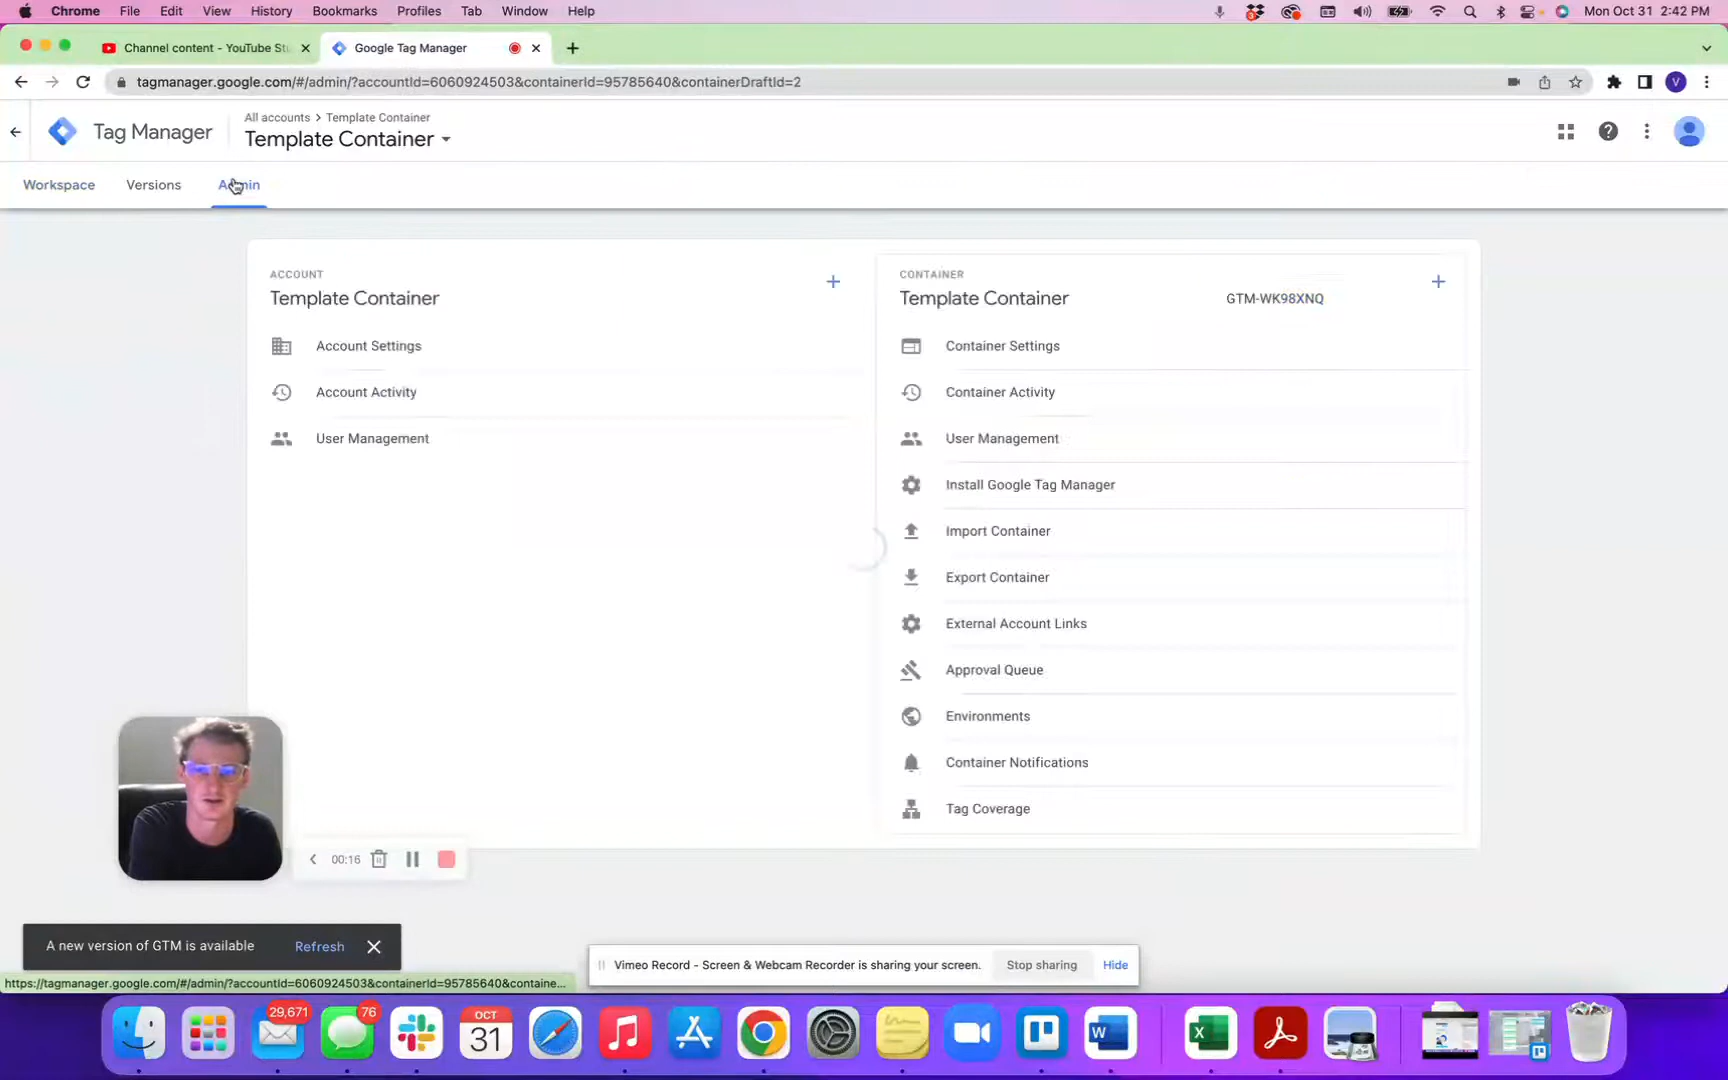 Chrome File Edit View History Bookmarks Profiles Tab Window Help Mon Oct 31 2:42 PM
Channel content - YouTube Stu
Google Tag Manager
tagmanager.google.com/#/admin/?accountId=6060924503&containerId=95785640&containerDraftId=2
All accounts > Template Container
Tag Manager
Template Container
Workspace Versions Admin
ACCOUNT
Template Container
Account Settings
Account Activity
User Management
CONTAINER
Template Container GTM-WK98XNQ
Container Settings
Container Activity
User Management
Install Google Tag Manager
Import Container
Export Container
External Account Links
Approval Queue
Environments
Container Notifications
Tag Coverage
00:16
A new version of GTM is available Refresh
Vimeo Record - Screen & Webcam Recorder is sharing your screen. Stop sharing Hide
https://tagmanager.google.com/#/admin/?accountId=6060924503&containerId=95785640&containe...
29,671
76
OCT
31
W
X